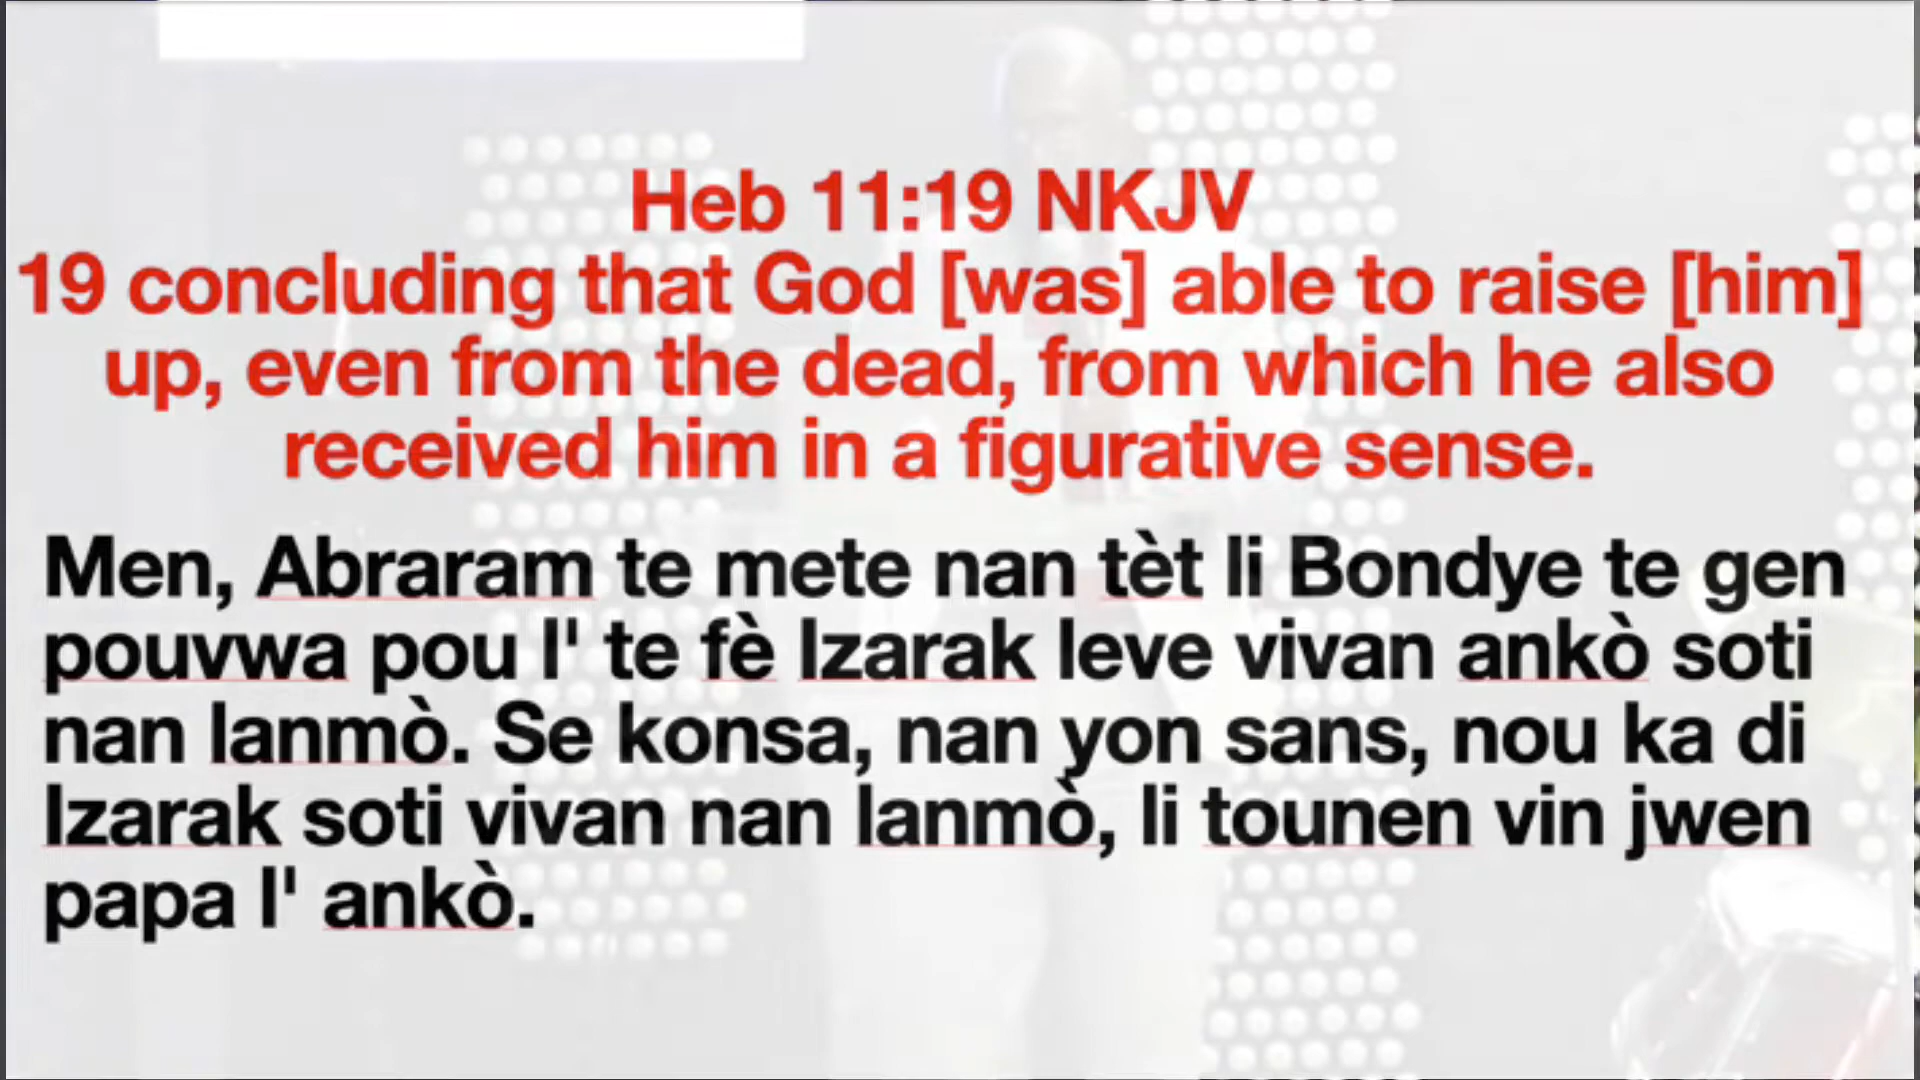 Heb 11:19 NKJV
19 concluding that God [was] able to raise [him]
up, even from the dead, from which he also
received him in a figurative sense.
Men, Abraram te mete nan tèt li Bondye te gen
pouvwa pou l' te fè Izarak leve vivan ankò soti
nan lanmò. Se konsa, nan yon sans, nou ka di
Izarak soti vivan nan lanmò, li tounen vin jwen
papa l' ankò.